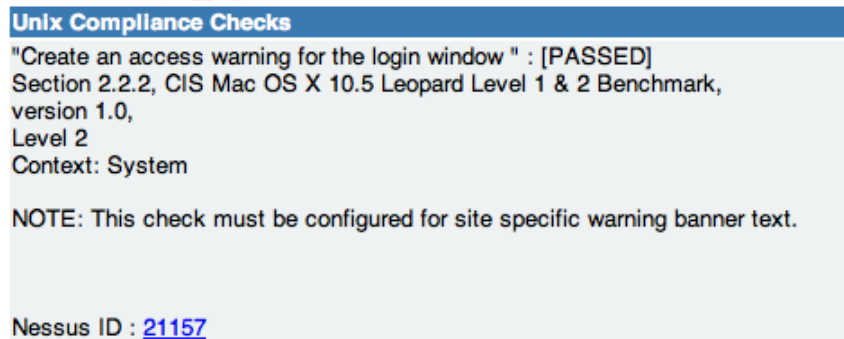 Unix Compliance Checks
"Create an access warning for the login window " : [PASSED]
Section 2.2.2, CIS Mac OS X 10.5 Leopard Level 1 & 2 Benchmark,
version 1.0,
Level 2
Context: System
NOTE: This check must be configured for site specific warning banner text.
Nessus ID : 21157